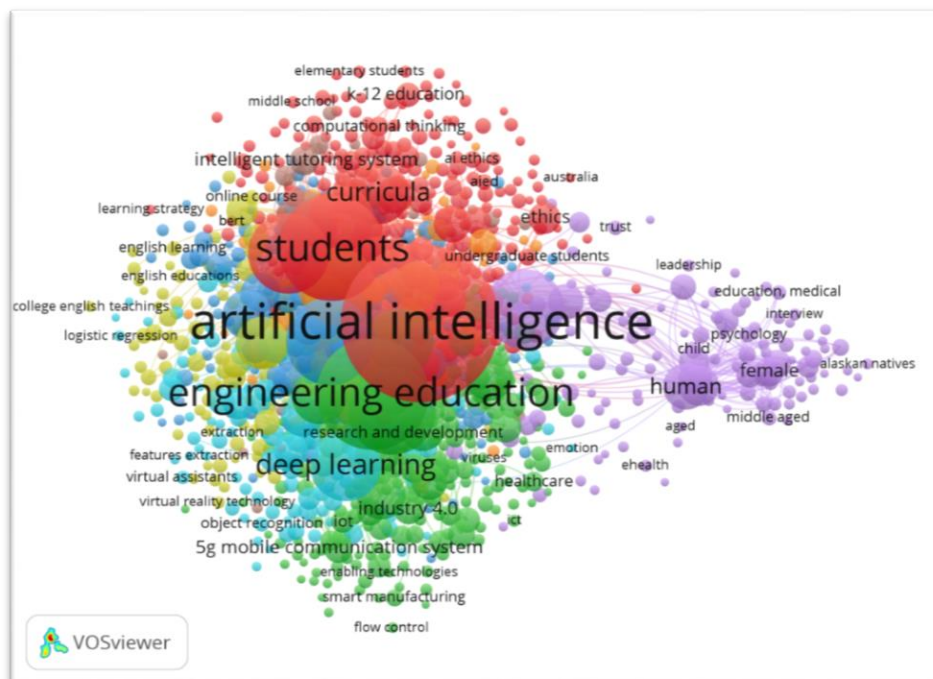 elementary students
k-12 education
middle school
computational thinking
intelligent tutoring system
ai ethics
australia
aied
online course
curricula
learning strategy
bert
ethics
trust
english learning
students
undergraduate students
leadership
english educations
education, medical
college english teachings
interview
artificial intelligence
logistic regression
psychology
child
alaskan natives
female
human
engineering education
middle aged
aged
extraction
research and development
emotion
features extraction
viruses
deep learning
ehealth
virtual assistants
healthcare
virtual reality technology
industry 4.0
object recognition
iot
ict
5g mobile communication system
enabling technologies
smart manufacturing
flow control
VOSviewer